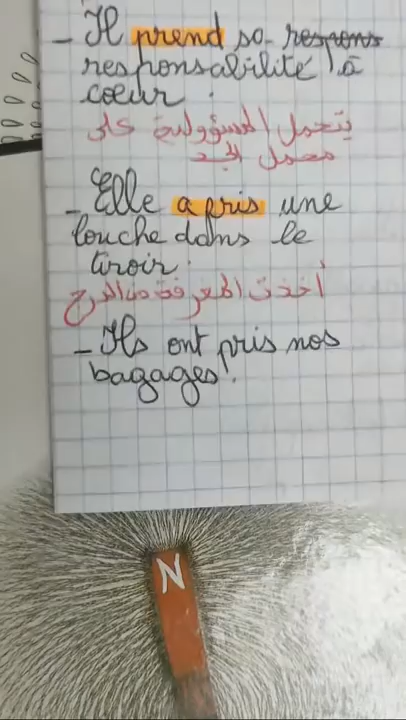 - Il prend so respons
responsabilité à
cœur.
يتحمل المسؤولية على
محمل الجد
- Elle a pris une
louche dans le
tiroir.
أخذت المغرفة من الدرج
- Ils ont pris nos
bagages.
N